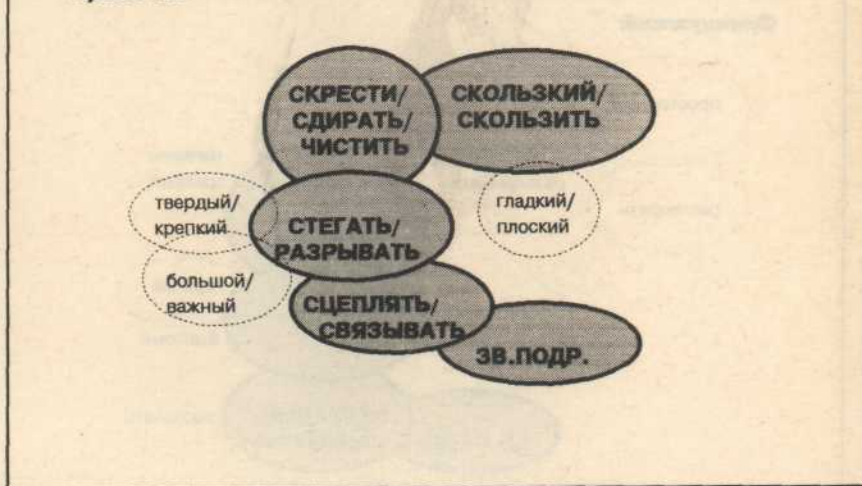 СКРЕСТИ/
СДИРАТЬ/
ЧИСТИТЬ
СКОЛЬЗКИЙ/
СКОЛЬЗИТЬ
твердый/
крепкий
гладкий/
плоский
СТЕГАТЬ/
РАЗРЫВАТЬ
большой/
важный
СЦЕПЛЯТЬ/
СВЯЗЫВАТЬ
ЗВ.ПОДР.